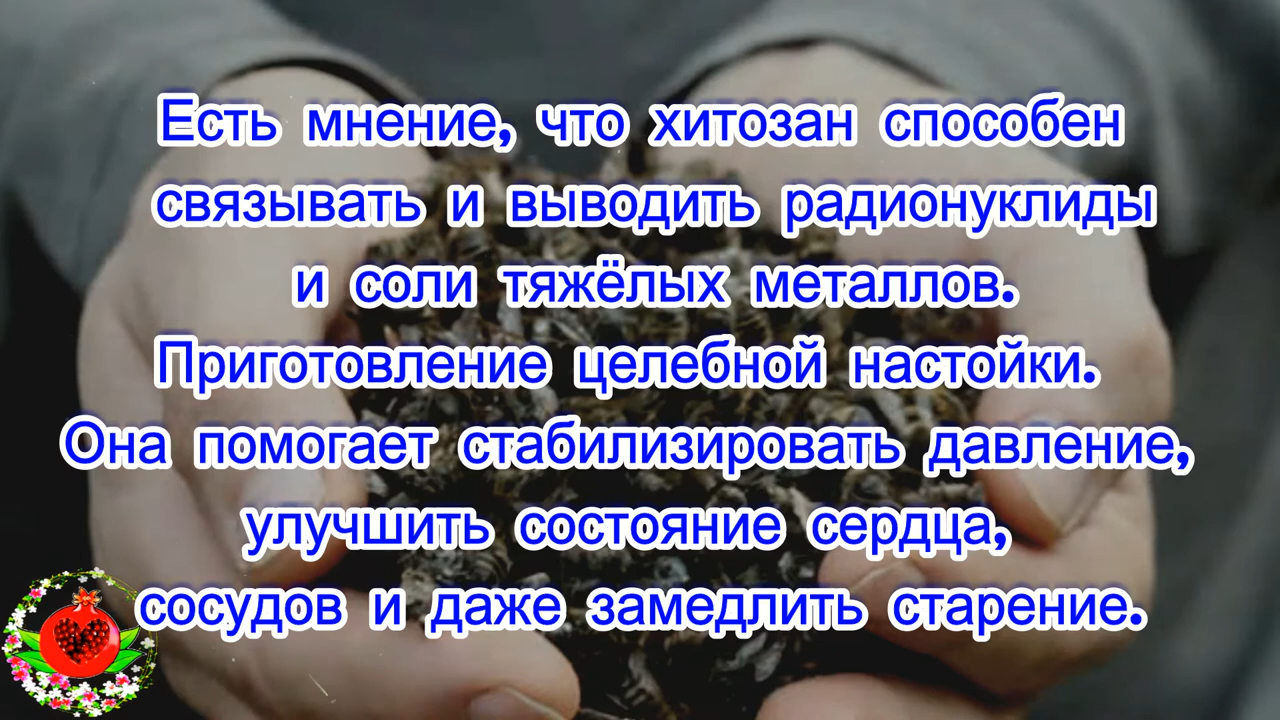 Есть мнение, что хитозан способен
связывать и выводить радионуклиды
и соли тяжёлых металлов.
Приготовление целебной настойки.
Она помогает стабилизировать давление,
улучшить состояние сердца,
сосудов и даже замедлить старение.